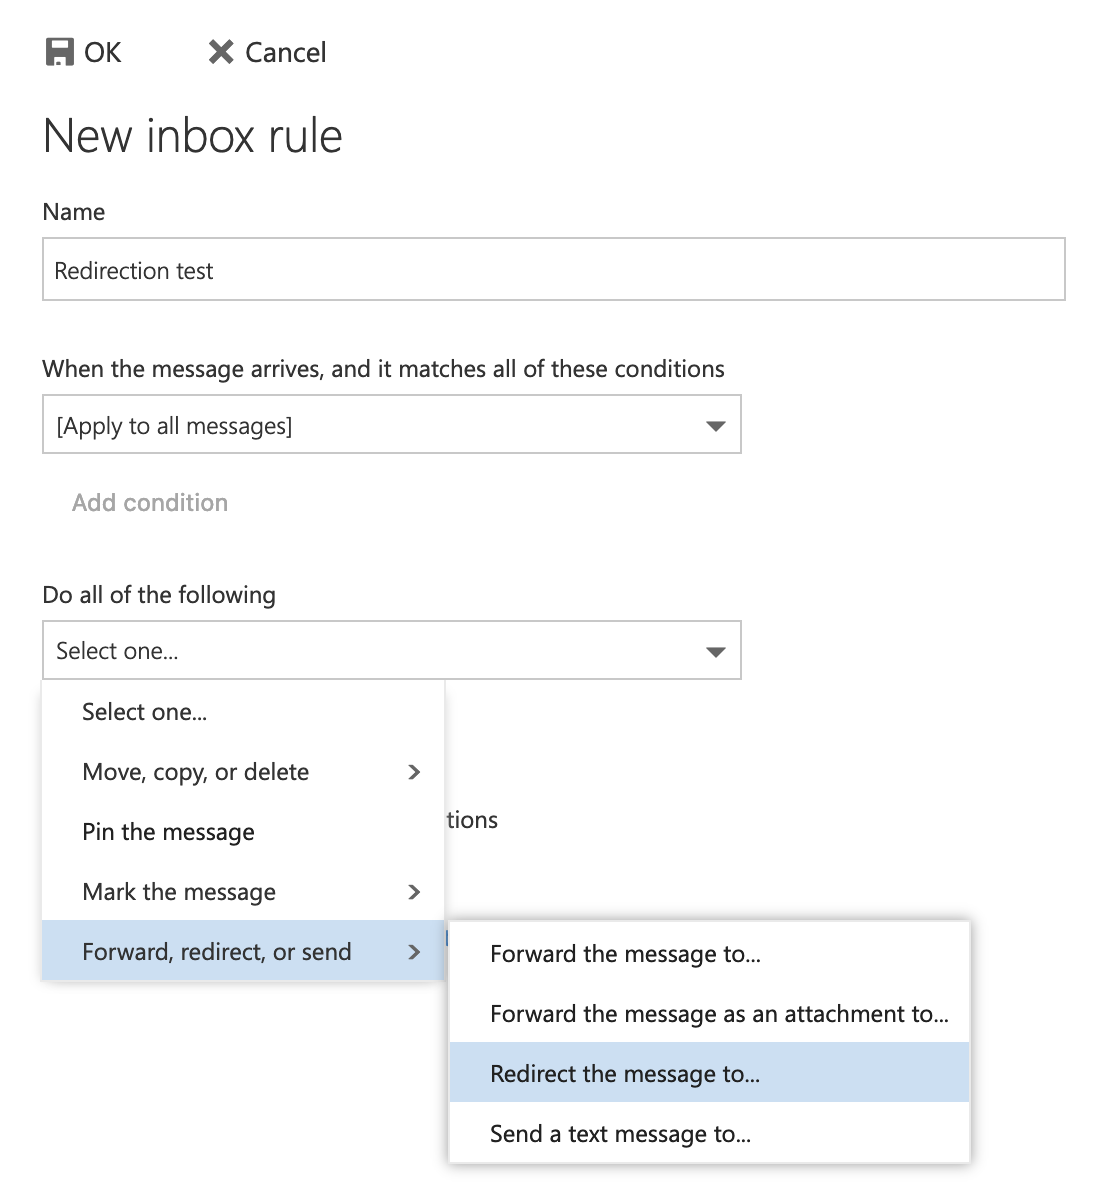 OK Cancel
New inbox rule
Name
Redirection test
When the message arrives, and it matches all of these conditions
[Apply to all messages]
Add condition
Do all of the following
Select one...
Select one...
Move, copy, or delete
Pin the message
tions
Mark the message
Forward, redirect, or send
Forward the message to...
Forward the message as an attachment to...
Redirect the message to...
Send a text message to...